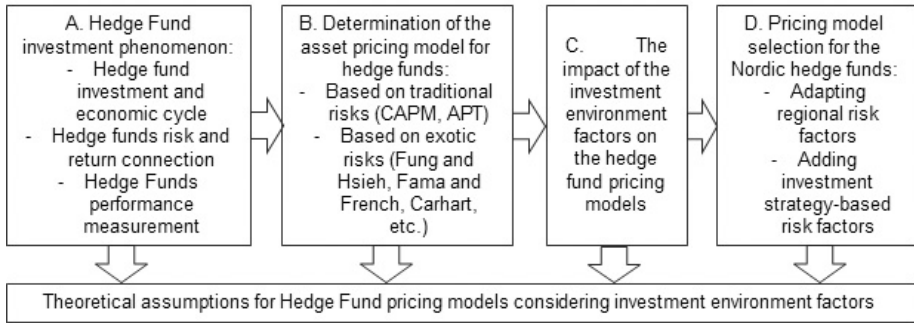 A. Hedge Fund
investment phenomenon:
- Hedge fund
investment and
economic cycle
- Hedge funds risk and
return connection
- Hedge Funds
performance
measurement
B. Determination of the
asset pricing model for
hedge funds:
- Based on traditional
risks (CAPM, APT)
- Based on exotic
risks (Fung and
Hsieh, Fama and
French, Carhart,
etc.)
C. The
impact of the
investment
environment
factors on
the hedge
fund pricing
models
D. Pricing model
selection for the
Nordic hedge funds:
- Adapting
regional risk
factors
- Adding
investment
strategy-based
risk factors
Theoretical assumptions for Hedge Fund pricing models considering investment environment factors